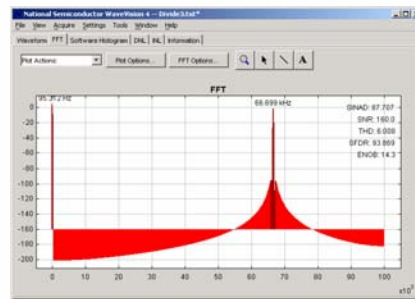 National Semiconductor WaveVision 4 -- Divide3.txt*
File View Acquire Settings Tools Window Help
Waveform FFT Software Histogram DNL INL Information
Plot Actions: Plot Options... FFT Options... A
FFT
95.312 Hz 66.699 kHz
SINAD: 87.707
SNR: 160.0
THD: 6.008
SFDR: 93.869
ENOB: 14.3
0
-20
-40
-60
-80
-100
-120
-140
-160
-180
-200
0 10 20 30 40 50 60 70 80 90 100
x10³